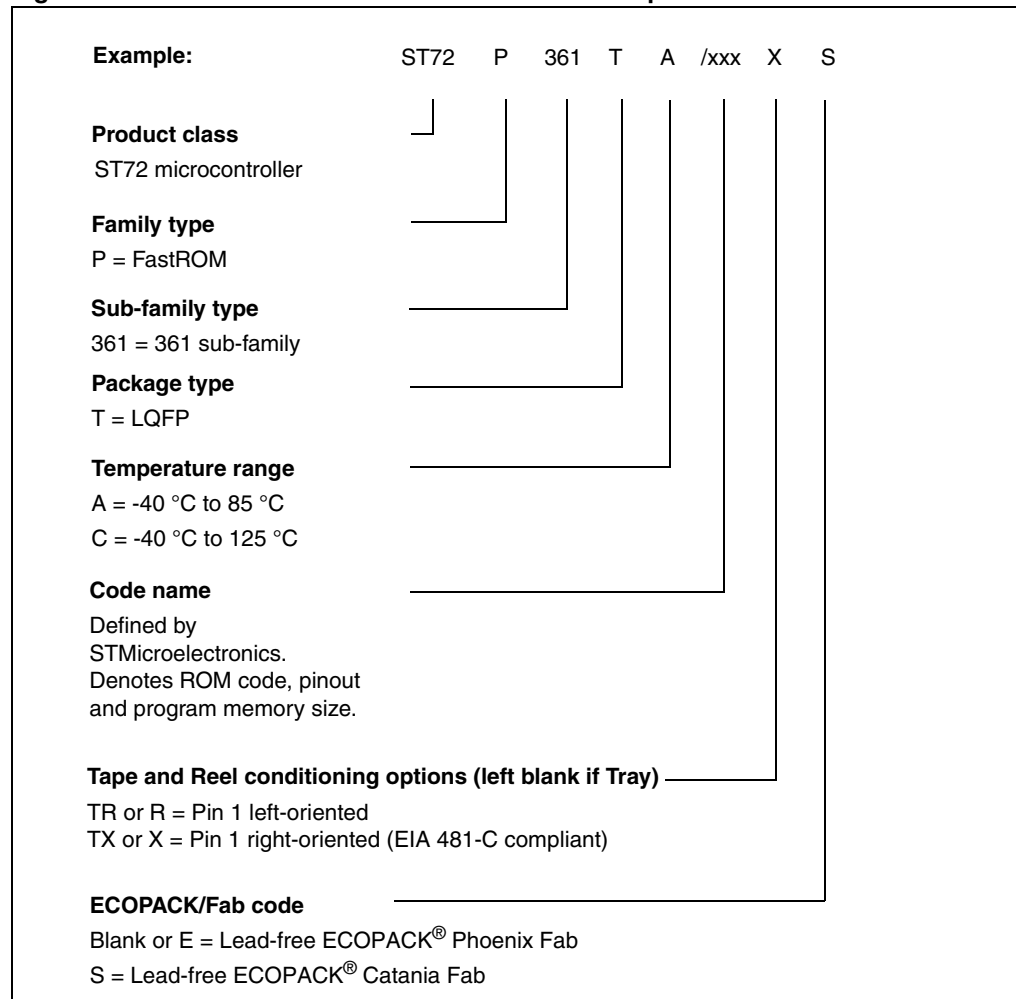 Example: ST72 P 361 T A /xxx X S
Product class
ST72 microcontroller
Family type
P = FastROM
Sub-family type
361 = 361 sub-family
Package type
T = LQFP
Temperature range
A = -40 °C to 85 °C
C = -40 °C to 125 °C
Code name
Defined by
STMicroelectronics.
Denotes ROM code, pinout
and program memory size.
Tape and Reel conditioning options (left blank if Tray)
TR or R = Pin 1 left-oriented
TX or X = Pin 1 right-oriented (EIA 481-C compliant)
ECOPACK/Fab code
Blank or E = Lead-free ECOPACK® Phoenix Fab
S = Lead-free ECOPACK® Catania Fab